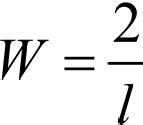 W = 2/l